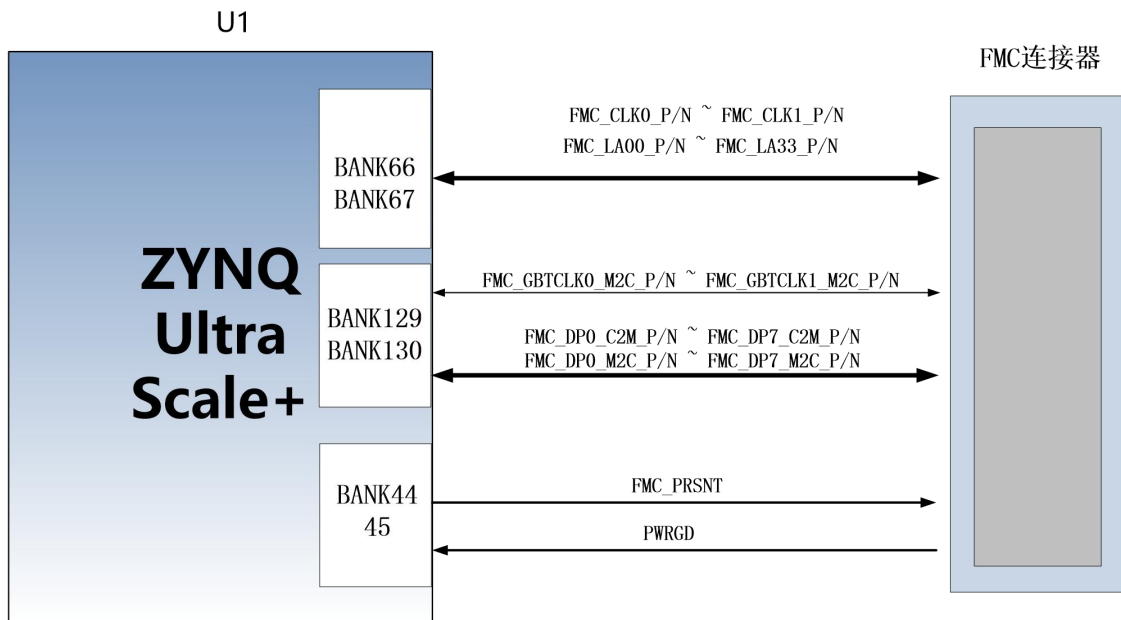 U1
FMC连接器
FMC_CLK0_P/N ~ FMC_CLK1_P/N
FMC_LA00_P/N ~ FMC_LA33_P/N
BANK66
BANK67
ZYNQ
Ultra
Scale+
FMC_GBTCLK0_M2C_P/N ~ FMC_GBTCLK1_M2C_P/N
BANK129
BANK130
FMC_DP0_C2M_P/N ~ FMC_DP7_C2M_P/N
FMC_DP0_M2C_P/N ~ FMC_DP7_M2C_P/N
BANK44
45
FMC_PRSNT
PWRGD